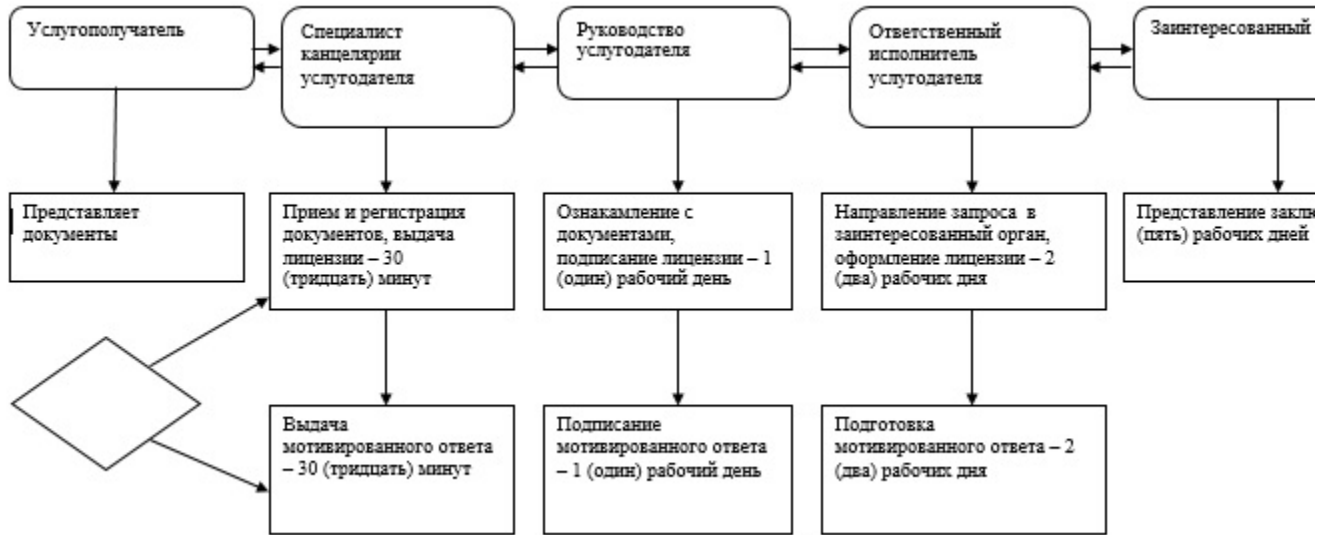 Услугополучатель
Специалист
канцелярии
услугодателя
Руководство
услугодателя
Ответственный
исполнитель
услугодателя
Заинтересованный
Представляет
документы
Прием и регистрация
документов, выдача
лицензии – 30
(тридцать) минут
Ознакамление с
документами,
подписание лицензии – 1
(один) рабочий день
Направление запроса в
заинтересованный орган,
оформление лицензии – 2
(два) рабочих дня
Представление
(пять) рабочих дней
Выдача
мотивированного ответа
– 30 (тридцать) минут
Подписание
мотивированного ответа
– 1 (один) рабочий день
Подготовка
мотивированного ответа – 2
(два) рабочих дня